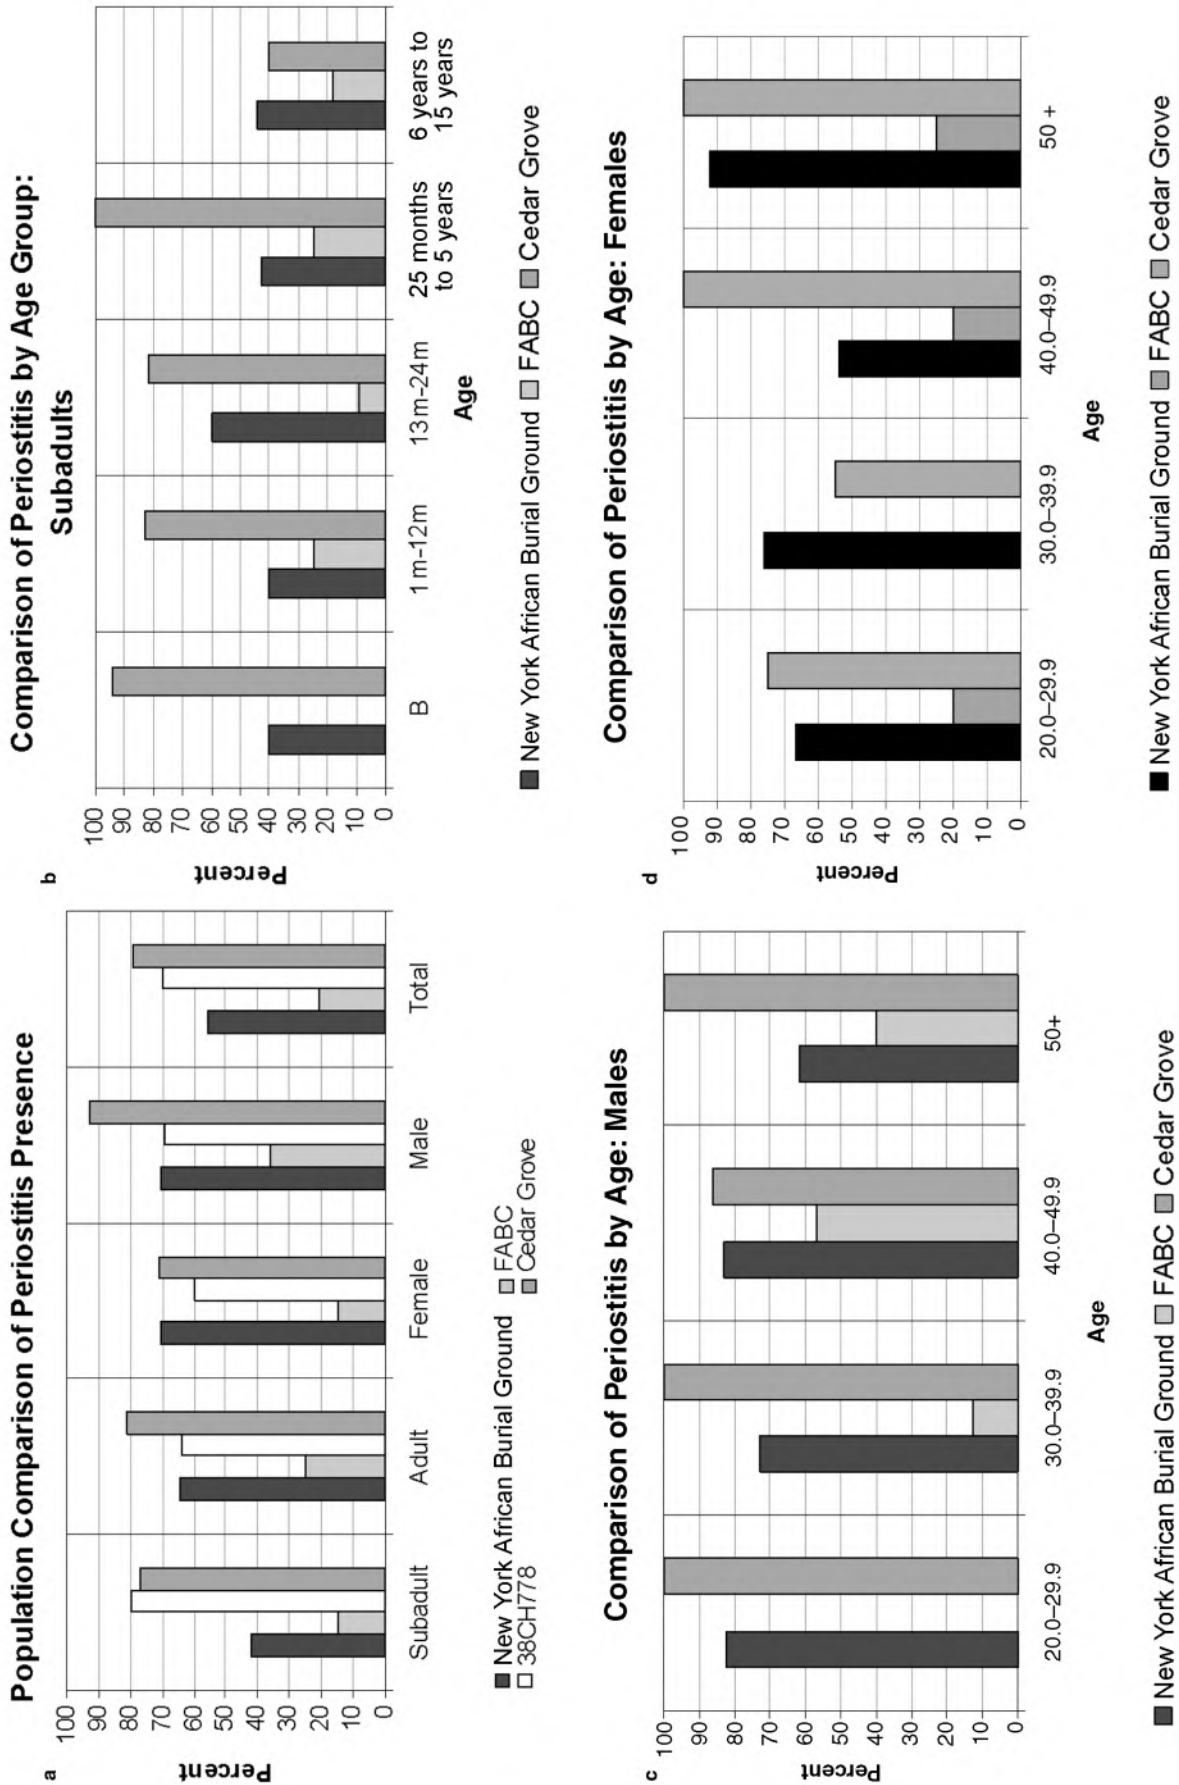 a
Population Comparison of Periostitis Presence
Percent
100
90
80
70
60
50
40
30
20
10
0
Subadult Adult Female Male Total
New York African Burial Ground FABC
38CH778 Cedar Grove
b
Comparison of Periostitis by Age Group:
Subadults
Percent
100
90
80
70
60
50
40
30
20
10
0
B 1m-12m 13m-24m 25 months 6 years to
to 5 years 15 years
Age
New York African Burial Ground FABC Cedar Grove
c
Comparison of Periostitis by Age: Males
Percent
100
90
80
70
60
50
40
30
20
10
0
20.0–29.9 30.0–39.9 40.0–49.9 50+
Age
New York African Burial Ground FABC Cedar Grove
d
Comparison of Periostitis by Age: Females
Percent
100
90
80
70
60
50
40
30
20
10
0
20.0–29.9 30.0–39.9 40.0–49.9 50 +
Age
New York African Burial Ground FABC Cedar Grove